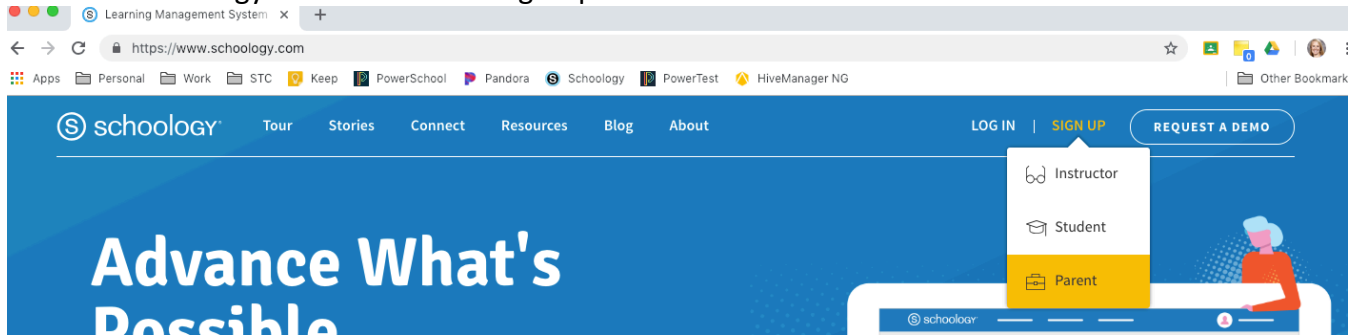 Learning Management System × +
https://www.schoology.com
Apps Personal Work STC Keep PowerSchool Pandora Schoology PowerTest HiveManager NG Other Bookmark
schoology Tour Stories Connect Resources Blog About LOG IN | SIGN UP REQUEST A DEMO
Instructor
Student
Advance What's
Parent
Possible
schoology